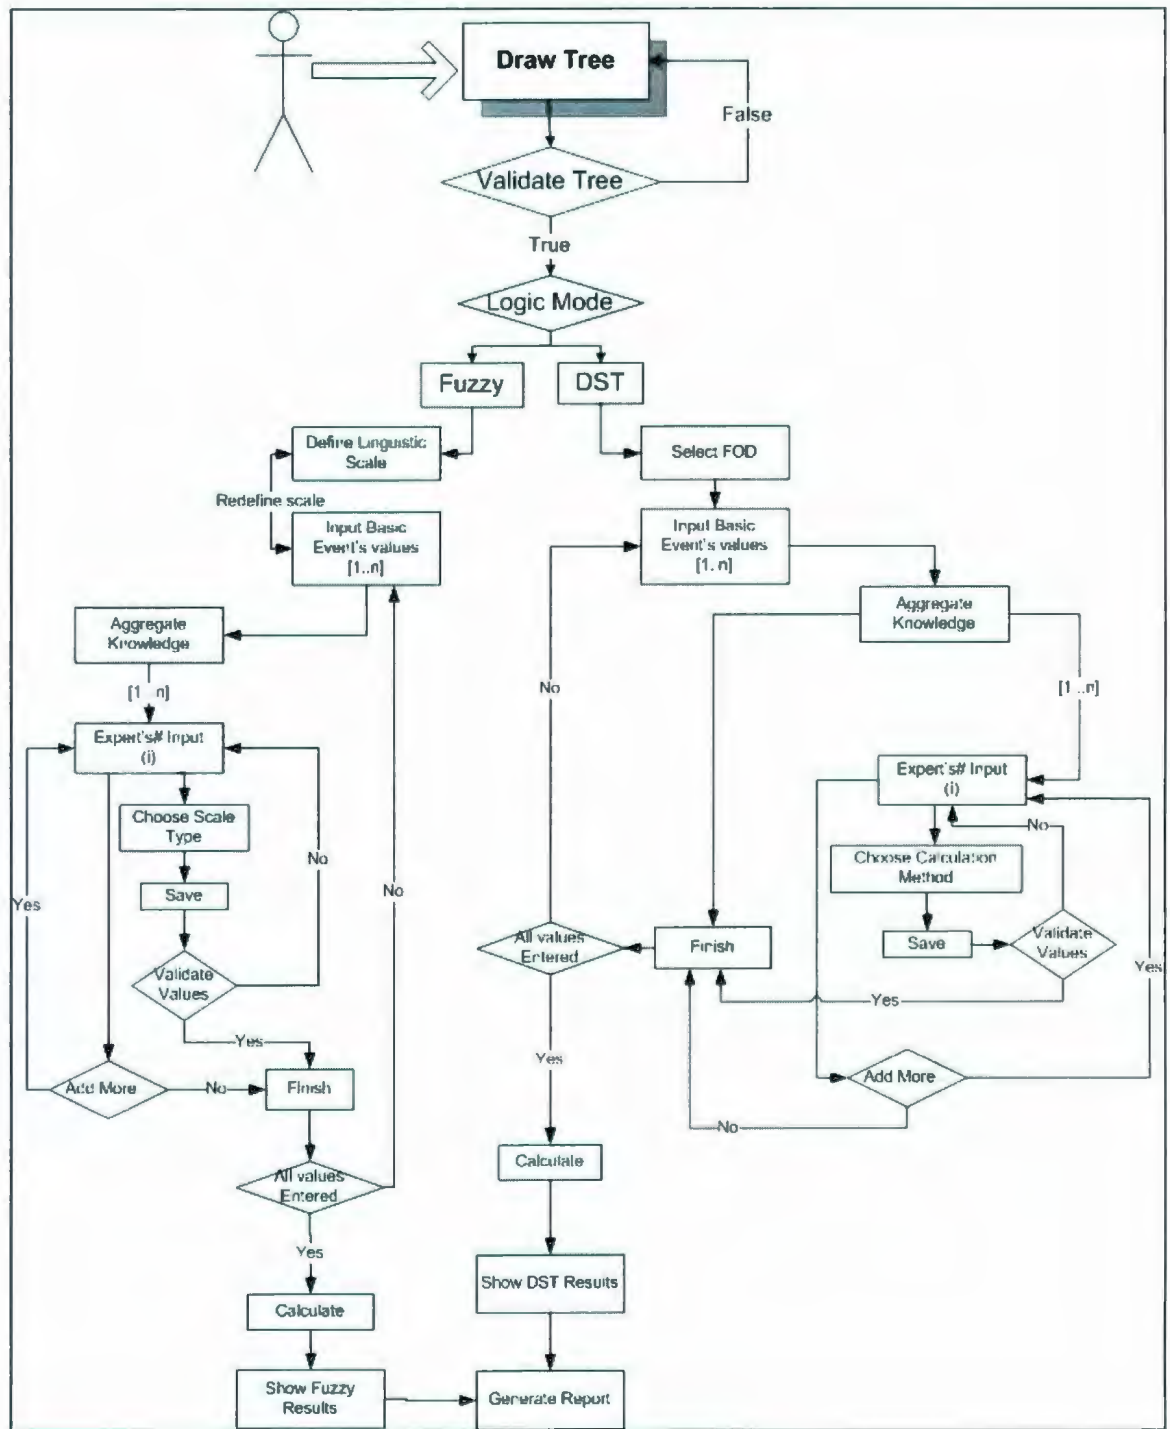 Draw Tree
False
Validate Tree
True
Logic Mode
Fuzzy
DST
Define Linguistic
Scale
Select FOD
Redefine scale
Input Basic
Event's values
[1..n]
Input Basic
Event's values
[1..n]
Aggregate
Knowledge
Aggregate
Knowledge
[1...n]
No
[1...n]
Expert's# Input
(i)
Expert's# Input
(i)
Choose Scale
Type
No
No
Choose Calculation
Method
Yes
Save
No
All values
Entered
Finish
Save
Validate
Values
Validate
Values
Yes
Yes
Yes
Yes
Add More
No
Finish
Add More
No
Calculate
All values
Entered
Yes
Show DST Results
Calculate
Show Fuzzy
Results
Generate Report